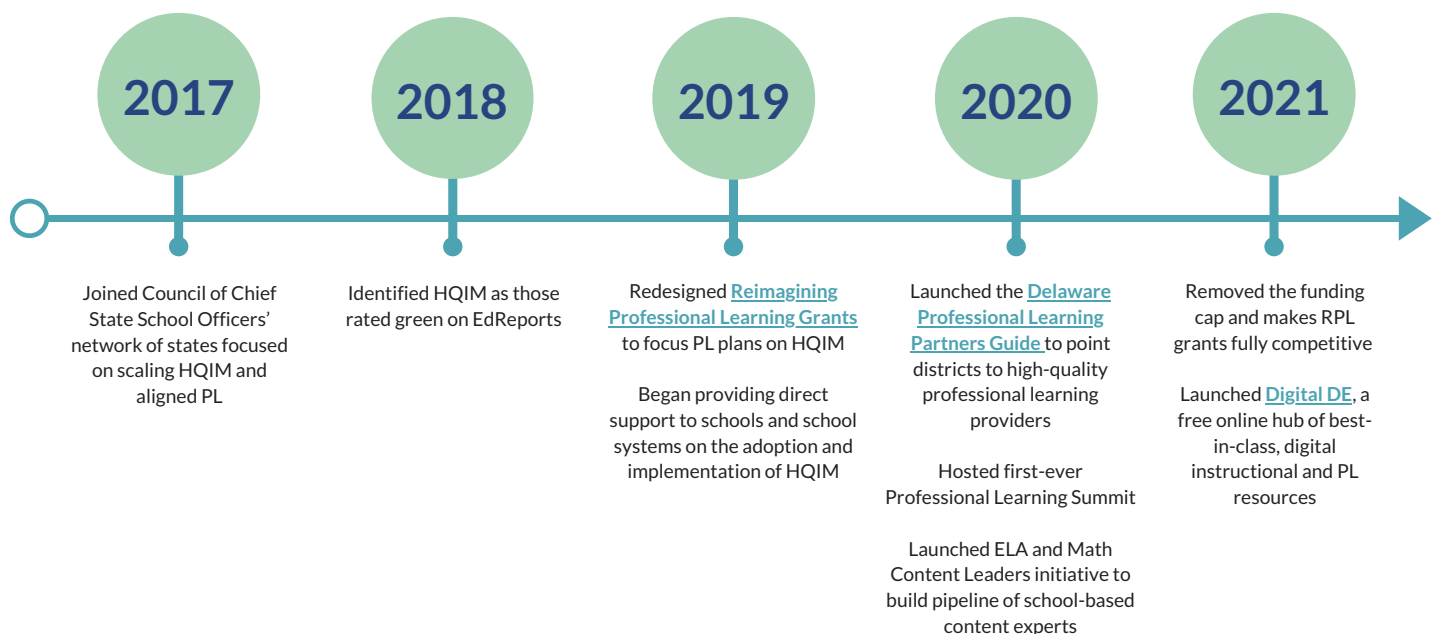 2017
Joined Council of Chief
State School Officers’
network of states focused
on scaling HQIM and
aligned PL
2018
Identified HQIM as those
rated green on EdReports
2019
Redesigned Reimagining
Professional Learning Grants
to focus PL plans on HQIM
Began providing direct
support to schools and school
systems on the adoption and
implementation of HQIM
2020
Launched the Delaware
Professional Learning
Partners Guide to point
districts to high-quality
professional learning
providers
Hosted first-ever
Professional Learning Summit
Launched ELA and Math
Content Leaders initiative to
build pipeline of school-based
content experts
2021
Removed the funding
cap and makes RPL
grants fully competitive
Launched Digital DE, a
free online hub of best-
in-class, digital
instructional and PL
resources